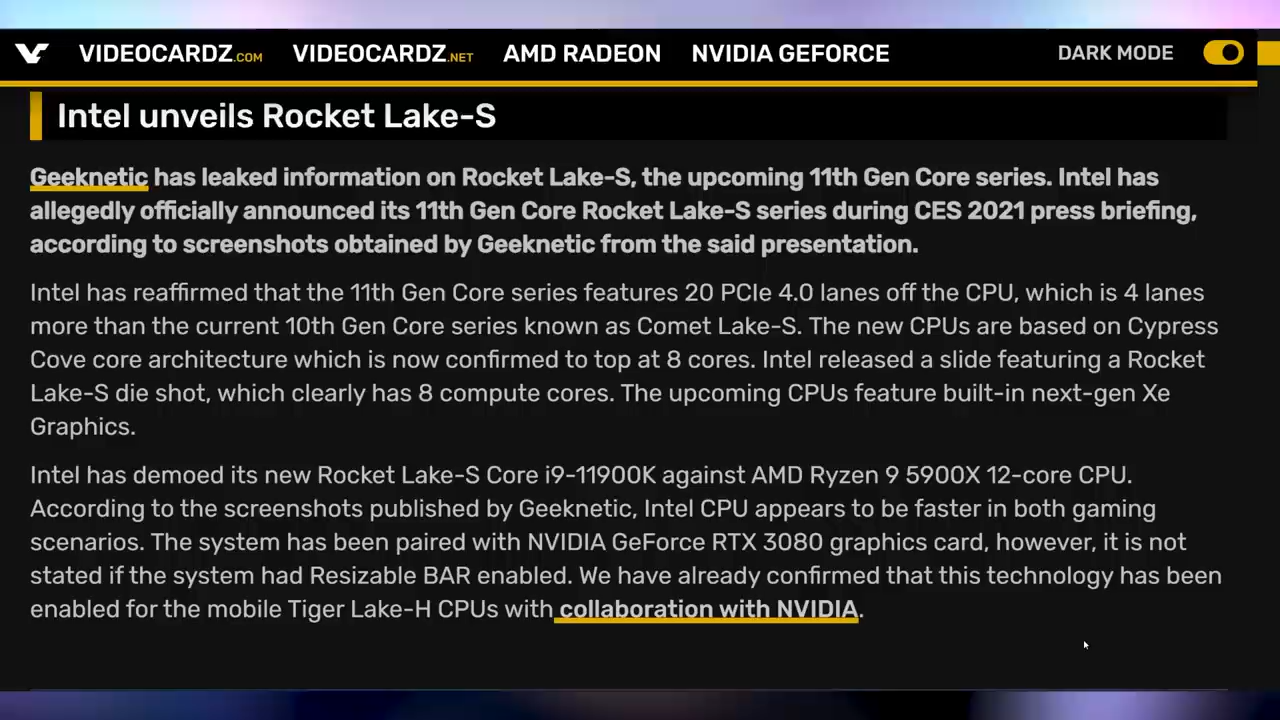 VIDEOCARDZ.COM VIDEOCARDZ.NET AMD RADEON NVIDIA GEFORCE DARK MODE
Intel unveils Rocket Lake-S
Geeknetic has leaked information on Rocket Lake-S, the upcoming 11th Gen Core series. Intel has
allegedly officially announced its 11th Gen Core Rocket Lake-S series during CES 2021 press briefing,
according to screenshots obtained by Geeknetic from the said presentation.
Intel has reaffirmed that the 11th Gen Core series features 20 PCIe 4.0 lanes off the CPU, which is 4 lanes
more than the current 10th Gen Core series known as Comet Lake-S. The new CPUs are based on Cypress
Cove core architecture which is now confirmed to top at 8 cores. Intel released a slide featuring a Rocket
Lake-S die shot, which clearly has 8 compute cores. The upcoming CPUs feature built-in next-gen Xe
Graphics.
Intel has demoed its new Rocket Lake-S Core i9-11900K against AMD Ryzen 9 5900X 12-core CPU.
According to the screenshots published by Geeknetic, Intel CPU appears to be faster in both gaming
scenarios. The system has been paired with NVIDIA GeForce RTX 3080 graphics card, however, it is not
stated if the system had Resizable BAR enabled. We have already confirmed that this technology has been
enabled for the mobile Tiger Lake-H CPUs with collaboration with NVIDIA.